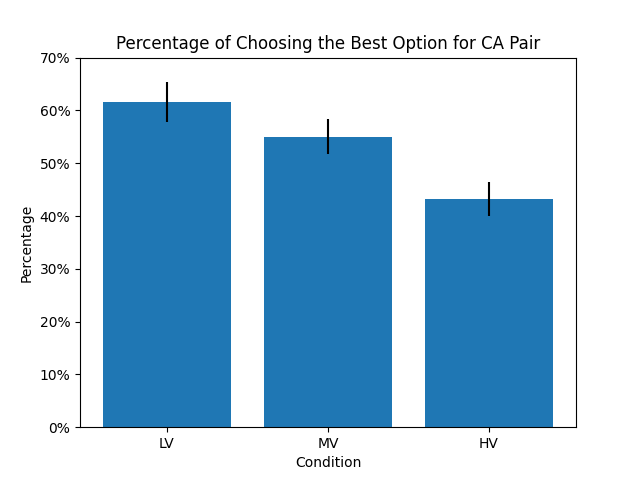 Percentage of Choosing the Best Option for CA Pair
70%
60%
50%
40%
30%
20%
10%
0%
Percentage
LV
MV
HV
Condition